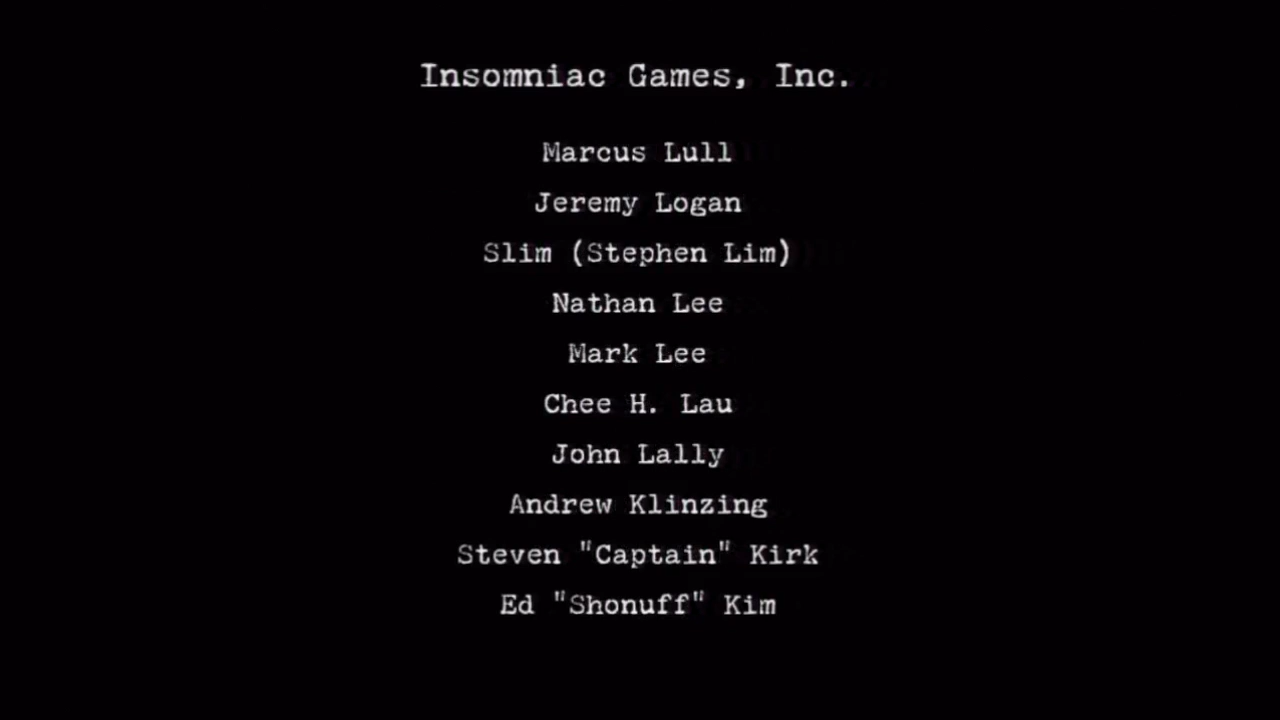 Insomniac Games, Inc.
Marcus Lull
Jeremy Logan
Slim (Stephen Lim)
Nathan Lee
Mark Lee
Chee H. Lau
John Lally
Andrew Klinzing
Steven "Captain" Kirk
Ed "Shonuff" Kim